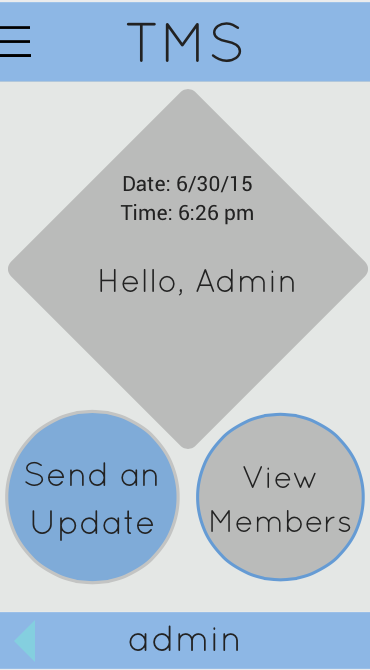 TMS
Date: 6/30/15
Time: 6:26 pm
Hello, Admin
Send an
Update
View
Members
admin